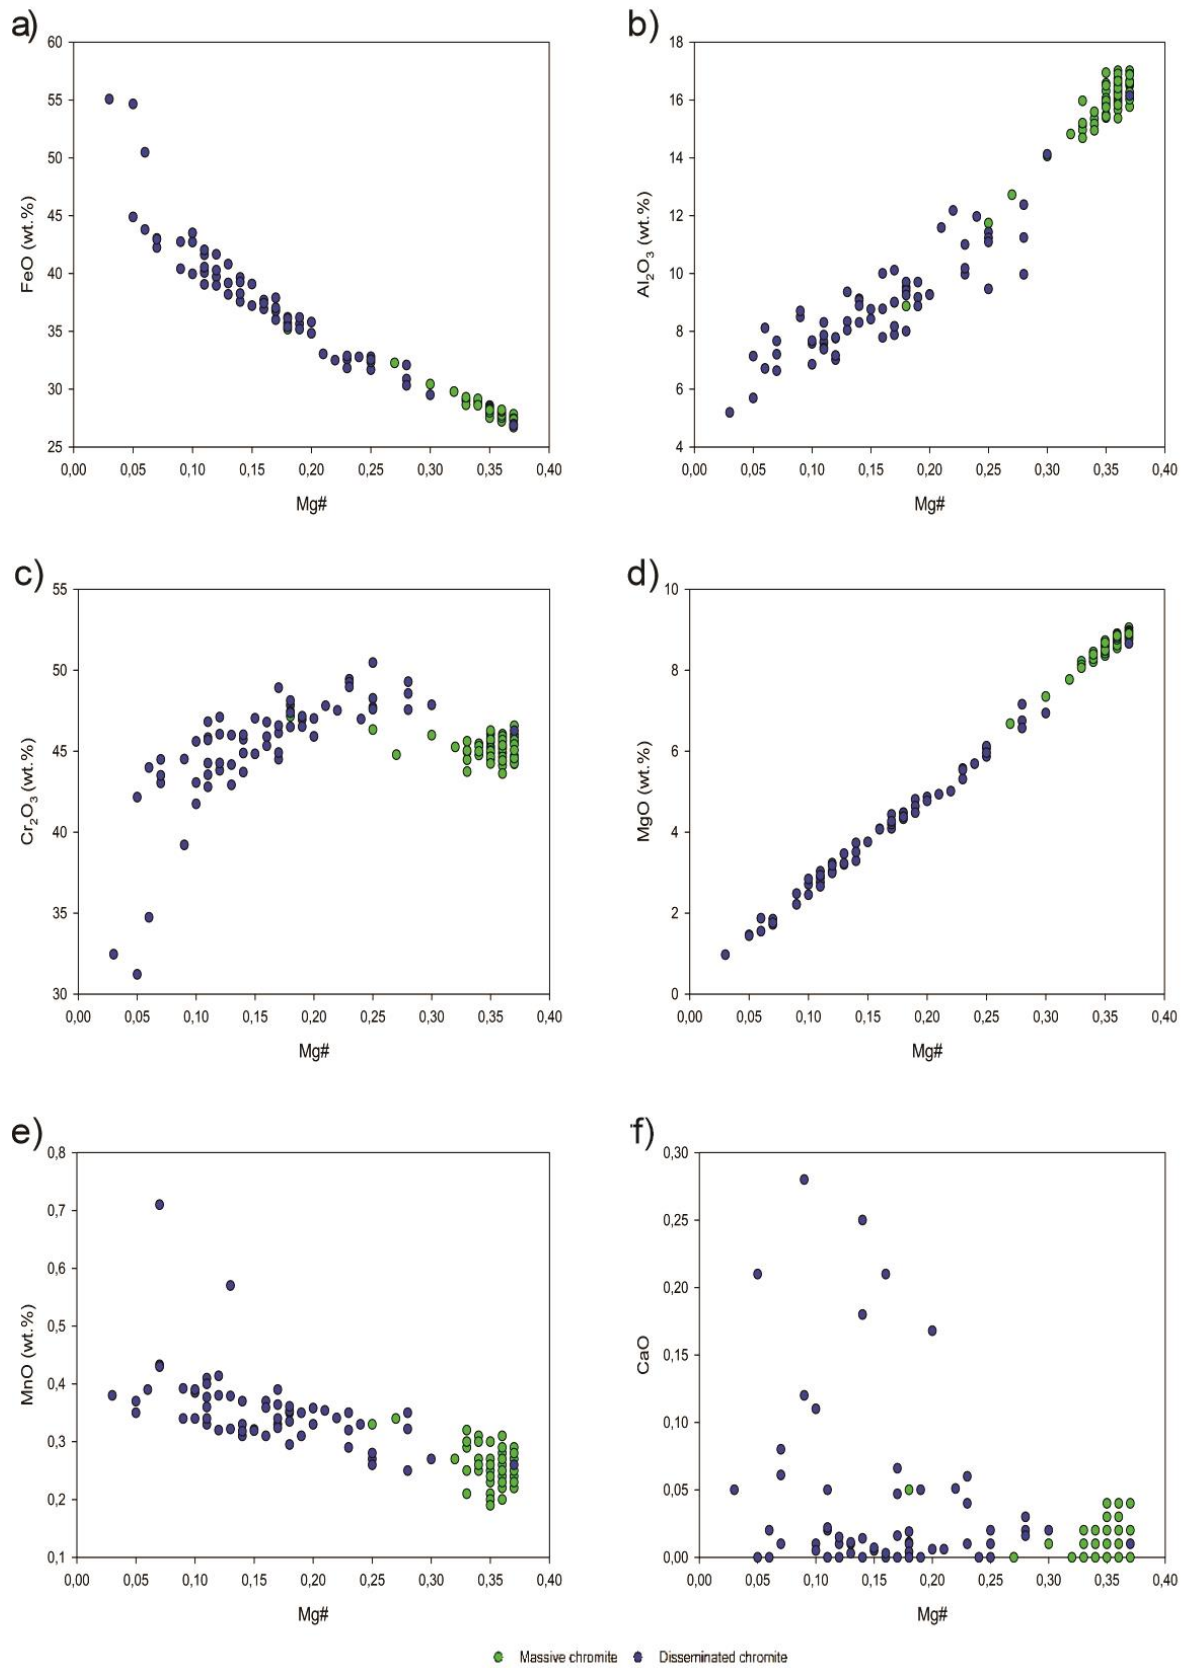 a)
60
55
50
45
40
35
30
25
FeO (wt.%)
0,00 0,05 0,10 0,15 0,20 0,25 0,30 0,35 0,40
Mg#
b)
18
16
14
12
10
8
6
4
Al₂O₃ (wt.%)
0,00 0,05 0,10 0,15 0,20 0,25 0,30 0,35 0,40
Mg#
c)
55
50
45
40
35
30
Cr₂O₃ (wt.%)
0,00 0,05 0,10 0,15 0,20 0,25 0,30 0,35 0,40
Mg#
d)
10
8
6
4
2
0
MgO (wt.%)
0,00 0,05 0,10 0,15 0,20 0,25 0,30 0,35 0,40
Mg#
e)
0,8
0,7
0,6
0,5
0,4
0,3
0,2
0,1
MnO (wt.%)
0,00 0,05 0,10 0,15 0,20 0,25 0,30 0,35 0,40
Mg#
f)
0,30
0,25
0,20
0,15
0,10
0,05
0,00
CaO
0,00 0,05 0,10 0,15 0,20 0,25 0,30 0,35 0,40
Mg#
Massive chromite Disseminated chromite